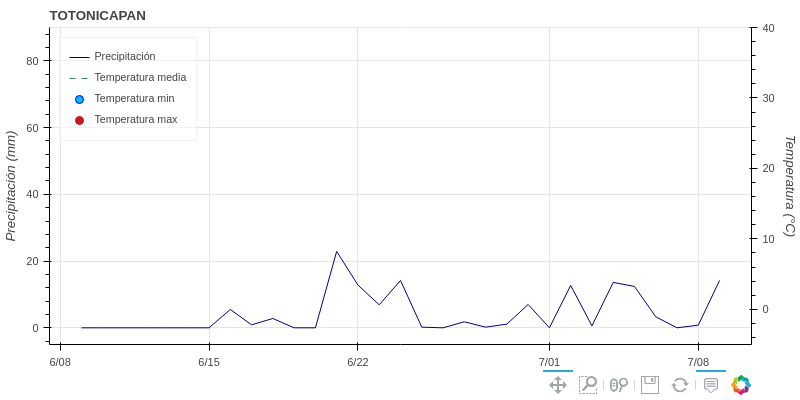 TOTONICAPAN
Precipitación
Temperatura media
Temperatura min
Temperatura max
Precipitación (mm)
80
60
40
20
0
Temperatura (°C)
40
30
20
10
0
6/08 6/15 6/22 7/01 7/08